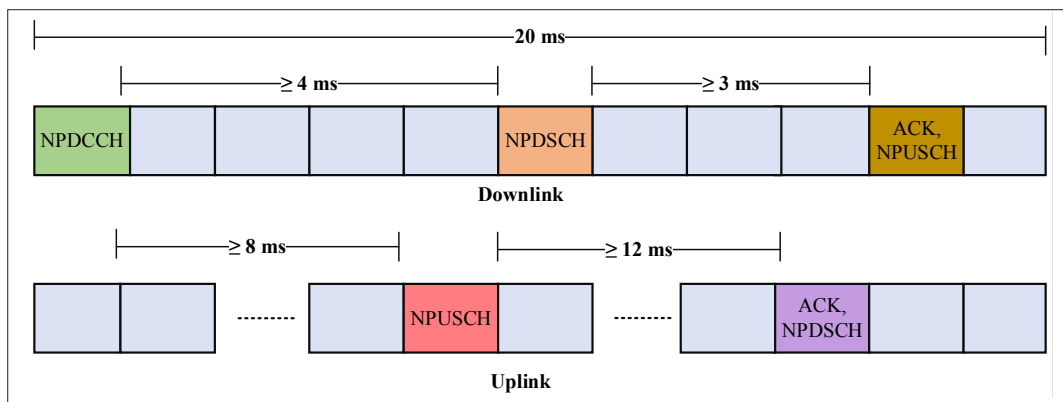 20 ms
≥ 4 ms
≥ 3 ms
NPDCCH
NPDSCH
ACK,
NPUSCH
Downlink
≥ 8 ms
≥ 12 ms
NPUSCH
ACK,
NPDSCH
Uplink